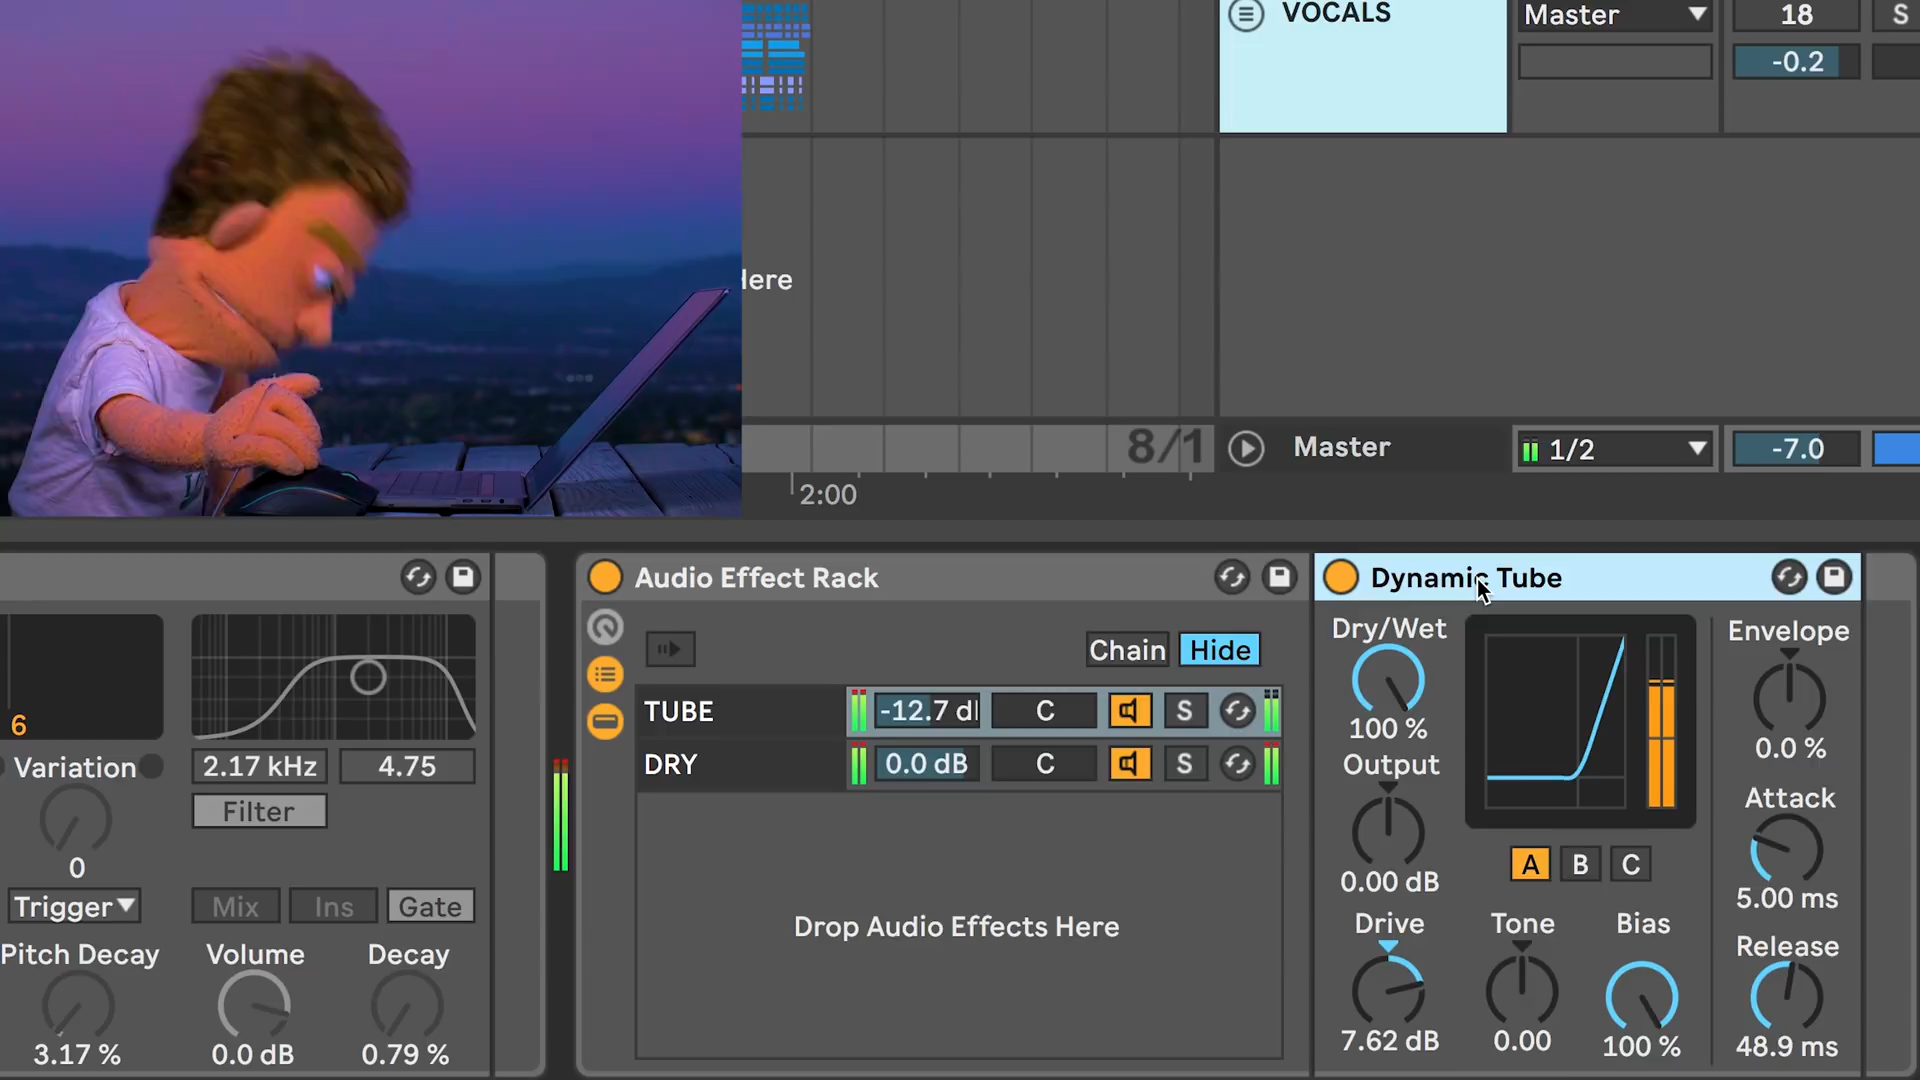 VOCALS
Master
18
S
-0.2
Here
8/1
Master
1/2
-7.0
2:00
Audio Effect Rack
Dynamic Tube
Chain
Hide
TUBE
-12.7 d
C
S
DRY
0.0 dB
C
S
Drop Audio Effects Here
6
Variation
0
Trigger
Pitch Decay
3.17 %
2.17 kHz
4.75
Filter
Mix
Ins
Gate
Volume
0.0 dB
Decay
0.79 %
Dry/Wet
100 %
Output
0.00 dB
Drive
7.62 dB
A
B
C
Tone
0.00
Bias
100 %
Envelope
0.0 %
Attack
5.00 ms
Release
48.9 ms